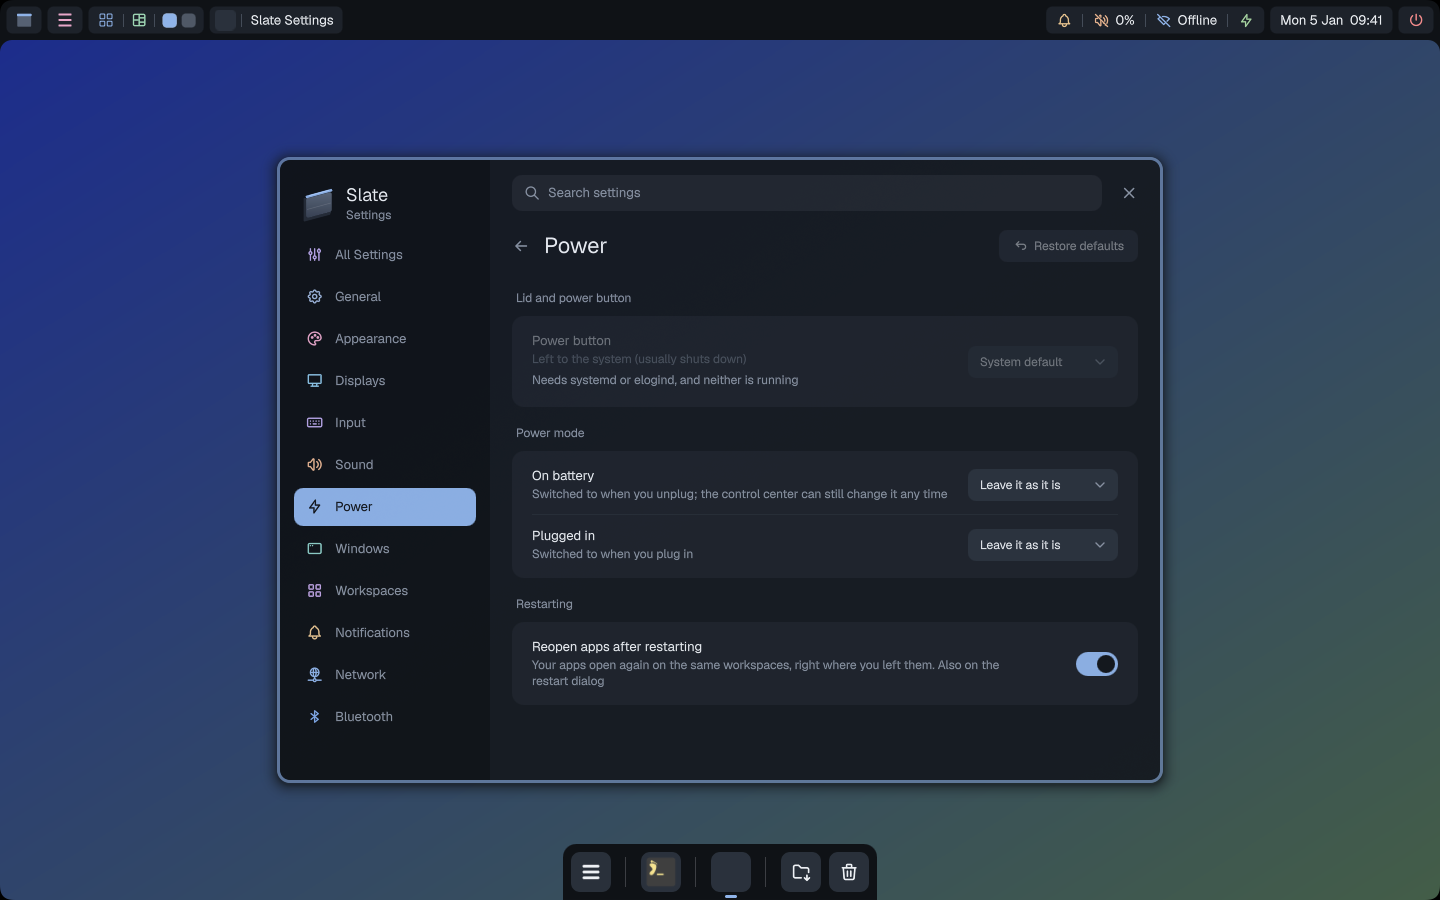 Slate Settings
0%
Offline
Mon 5 Jan 09:41
Slate
Settings
Search settings
All Settings
General
Appearance
Displays
Input
Sound
Power
Windows
Workspaces
Notifications
Network
Bluetooth
Power
Restore defaults
Lid and power button
Power button
Left to the system (usually shuts down)
Needs systemd or elogind, and neither is running
System default
Power mode
On battery
Switched to when you unplug; the control center can still change it any time
Leave it as it is
Plugged in
Switched to when you plug in
Leave it as it is
Restarting
Reopen apps after restarting
Your apps open again on the same workspaces, right where you left them. Also on the
restart dialog